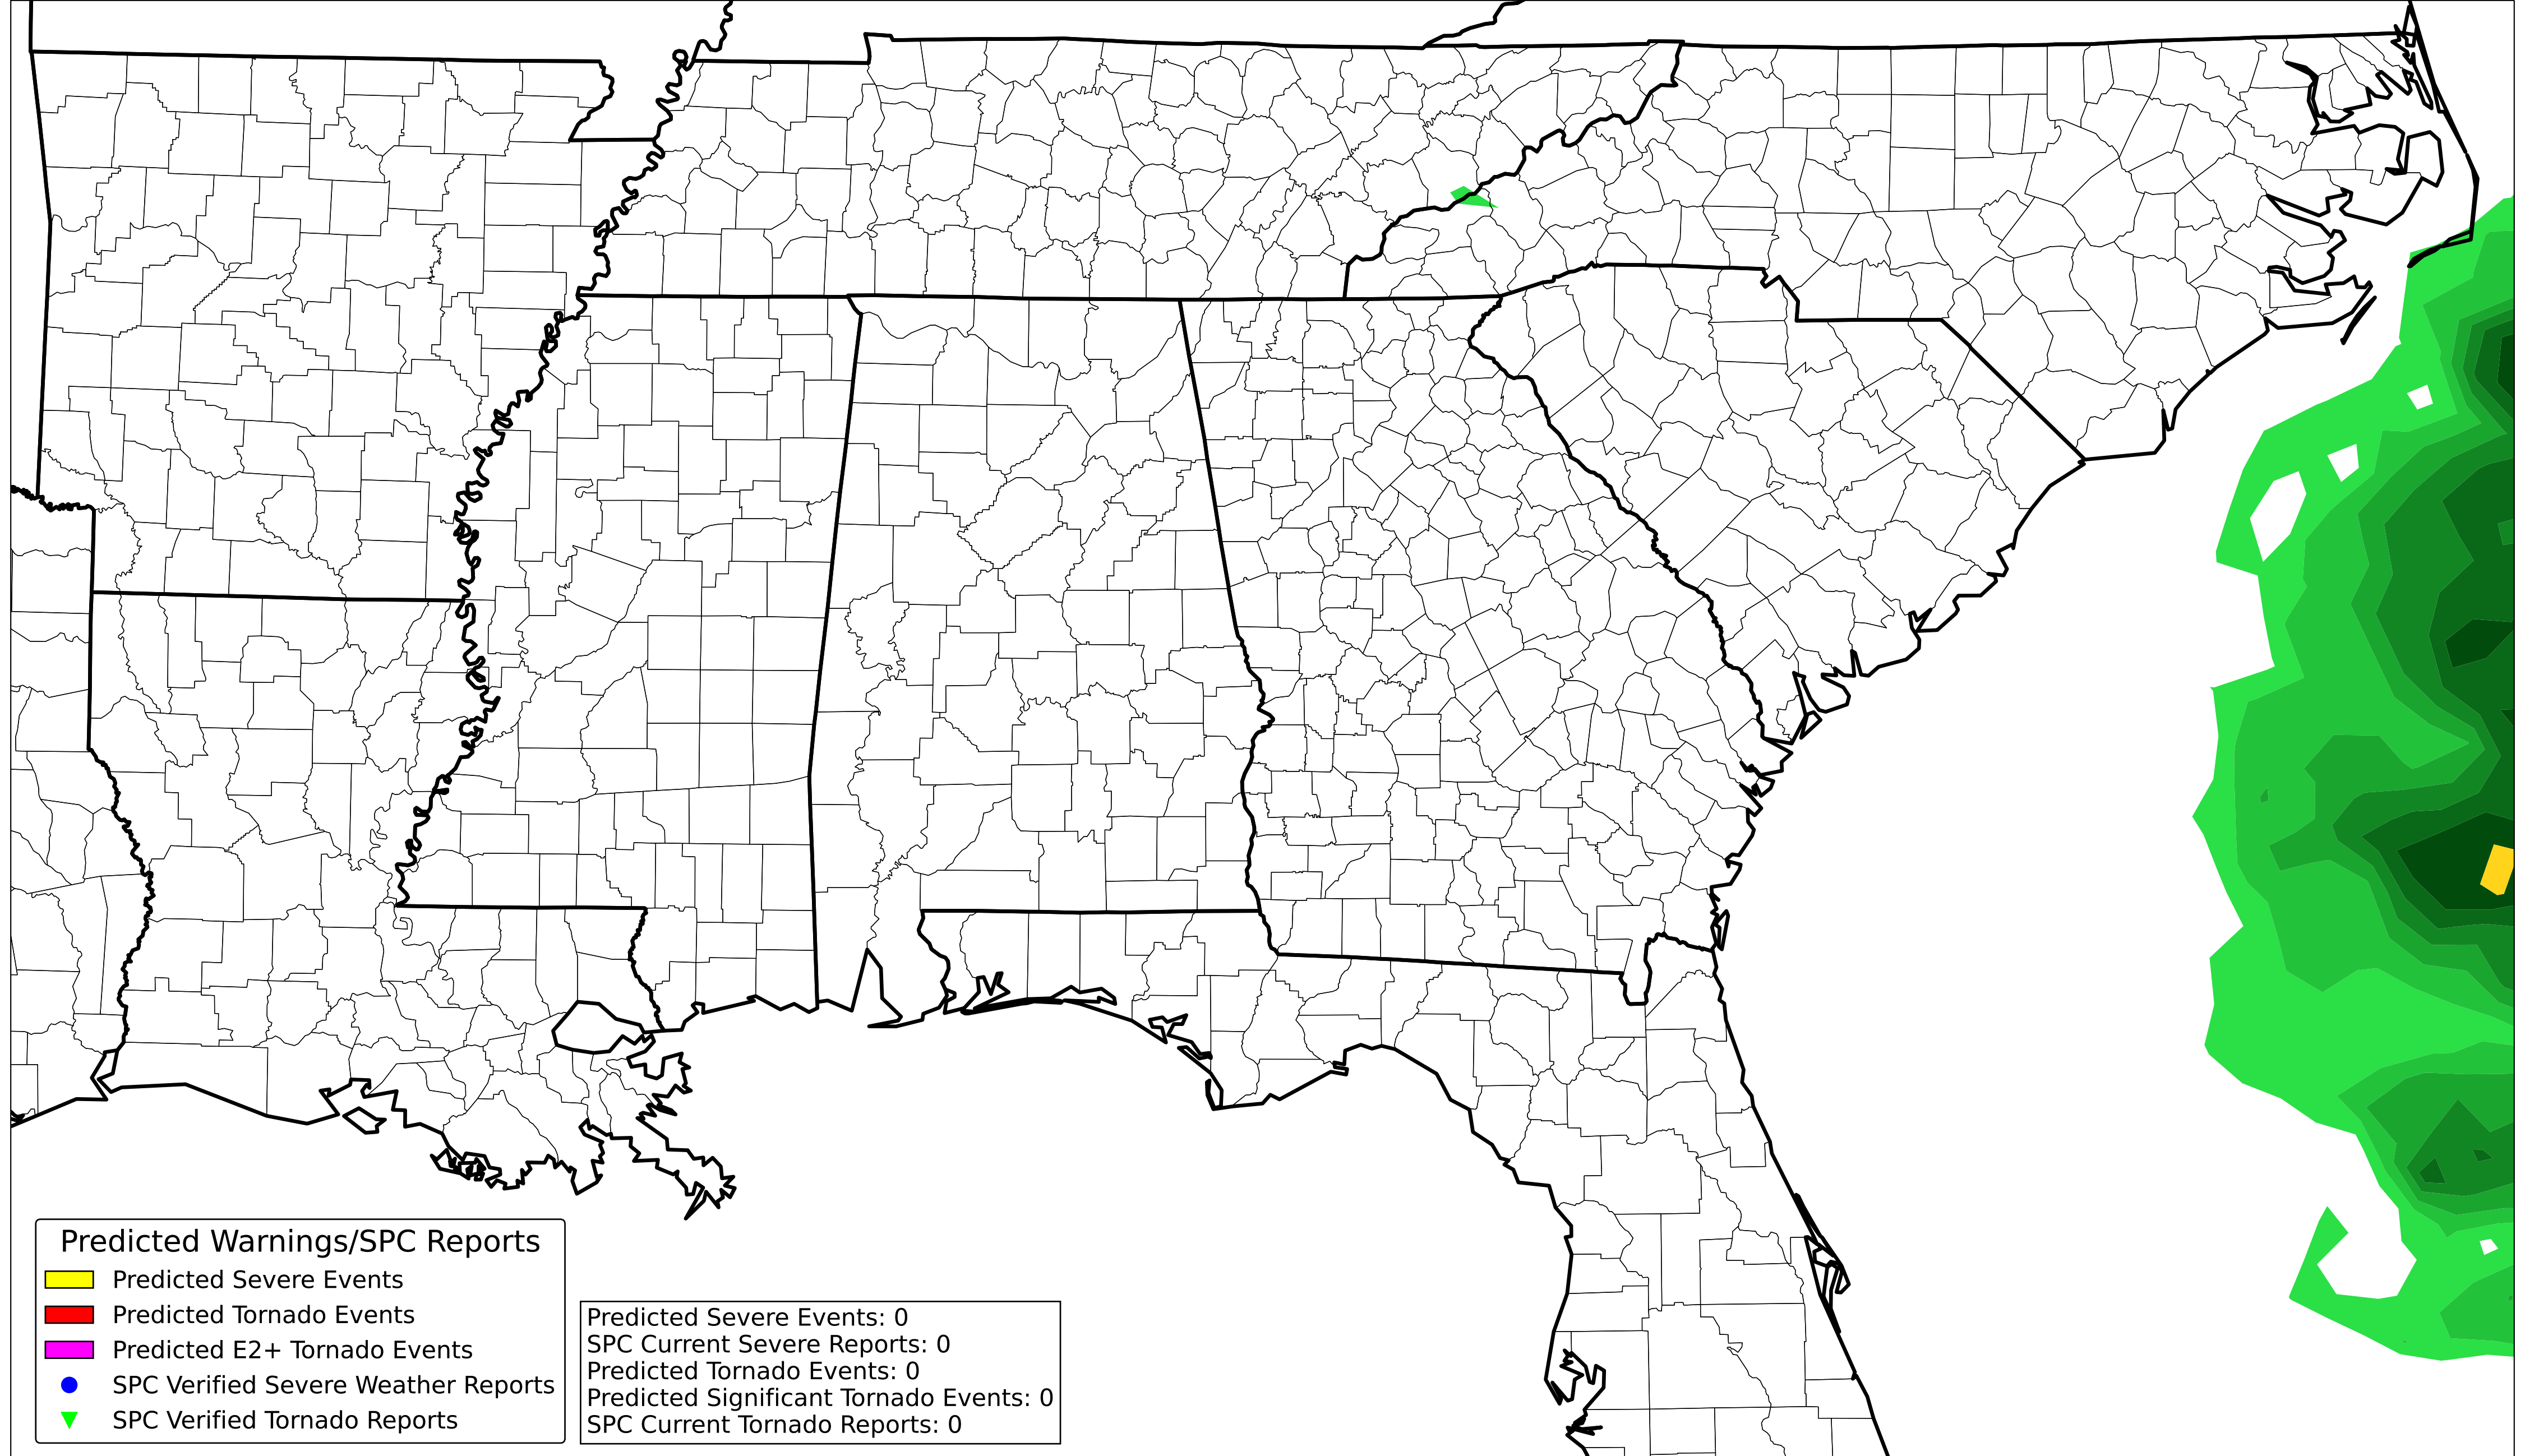 Predicted Warnings/SPC Reports
Predicted Severe Events
Predicted Tornado Events
Predicted E2+ Tornado Events
SPC Verified Severe Weather Reports
SPC Verified Tornado Reports
Predicted Severe Events: 0
SPC Current Severe Reports: 0
Predicted Tornado Events: 0
Predicted Significant Tornado Events: 0
SPC Current Tornado Reports: 0